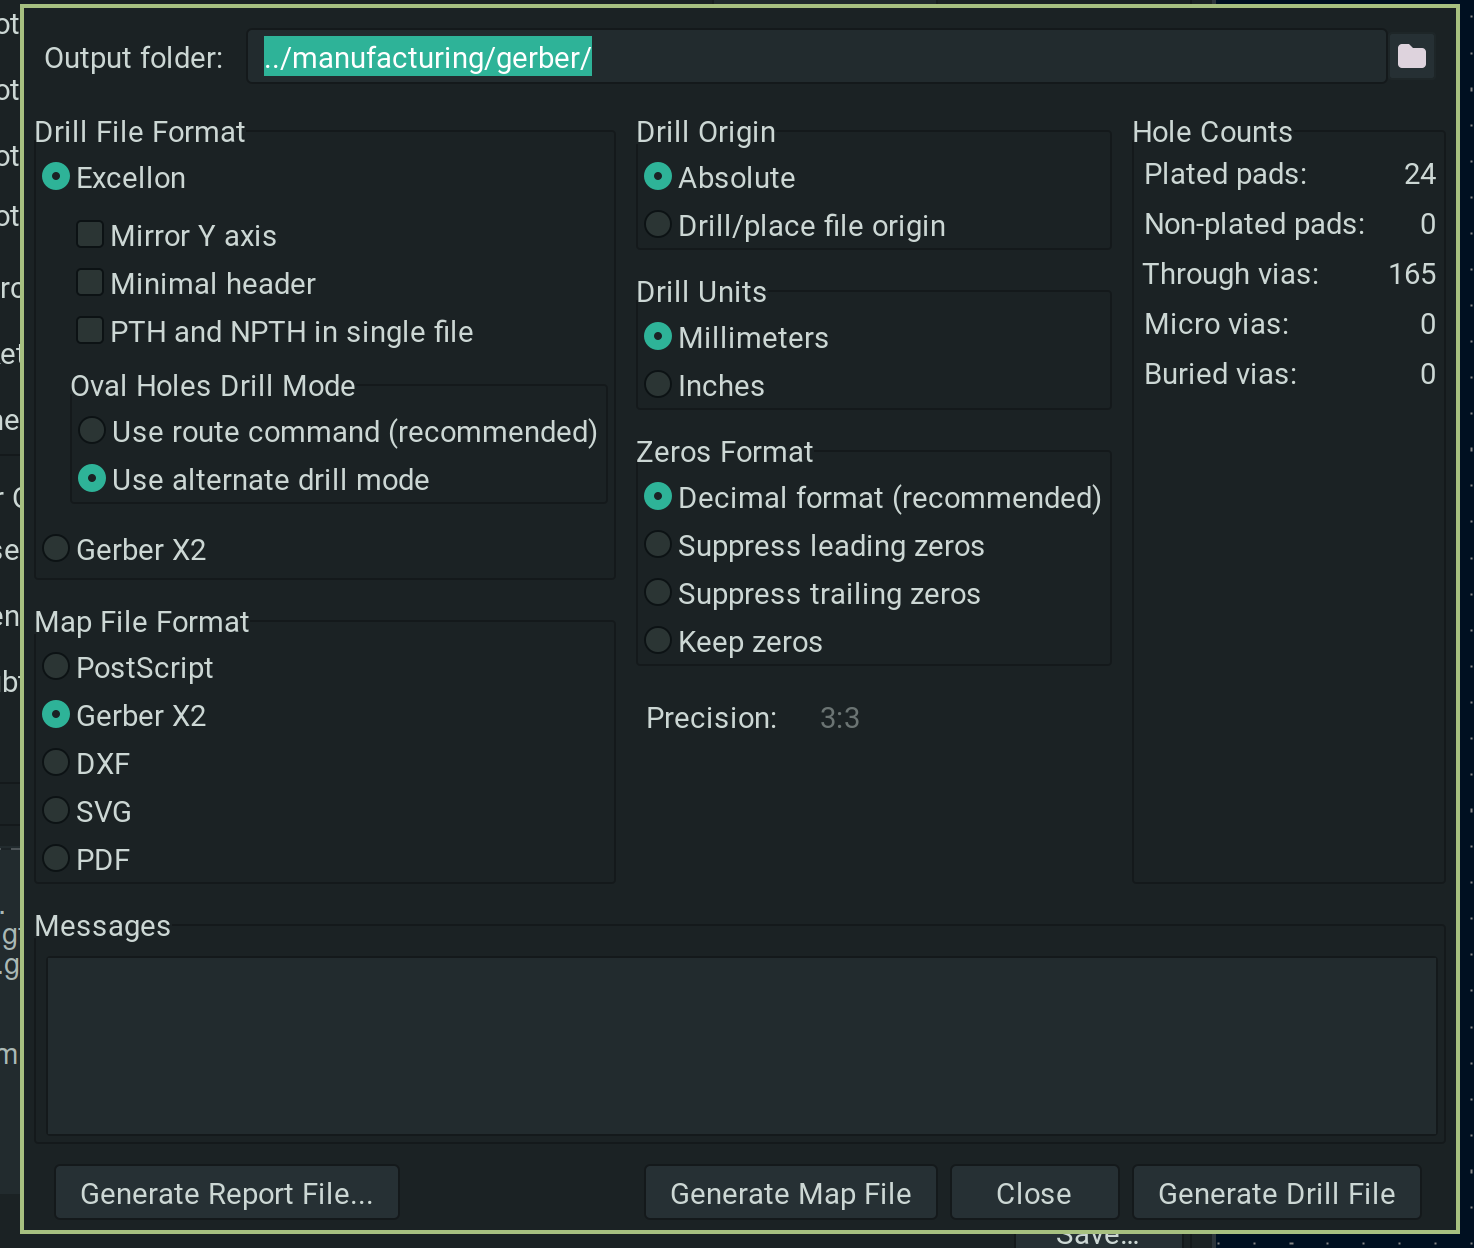 Output folder: ../manufacturing/gerber/
Drill File Format
Excellon
Mirror Y axis
Minimal header
PTH and NPTH in single file
Oval Holes Drill Mode
Use route command (recommended)
Use alternate drill mode
Gerber X2
Map File Format
PostScript
Gerber X2
DXF
SVG
PDF
Drill Origin
Absolute
Drill/place file origin
Drill Units
Millimeters
Inches
Zeros Format
Decimal format (recommended)
Suppress leading zeros
Suppress trailing zeros
Keep zeros
Precision: 3:3
Hole Counts
Plated pads: 24
Non-plated pads: 0
Through vias: 165
Micro vias: 0
Buried vias: 0
Messages
Generate Report File... Generate Map File Close Generate Drill File
Save...